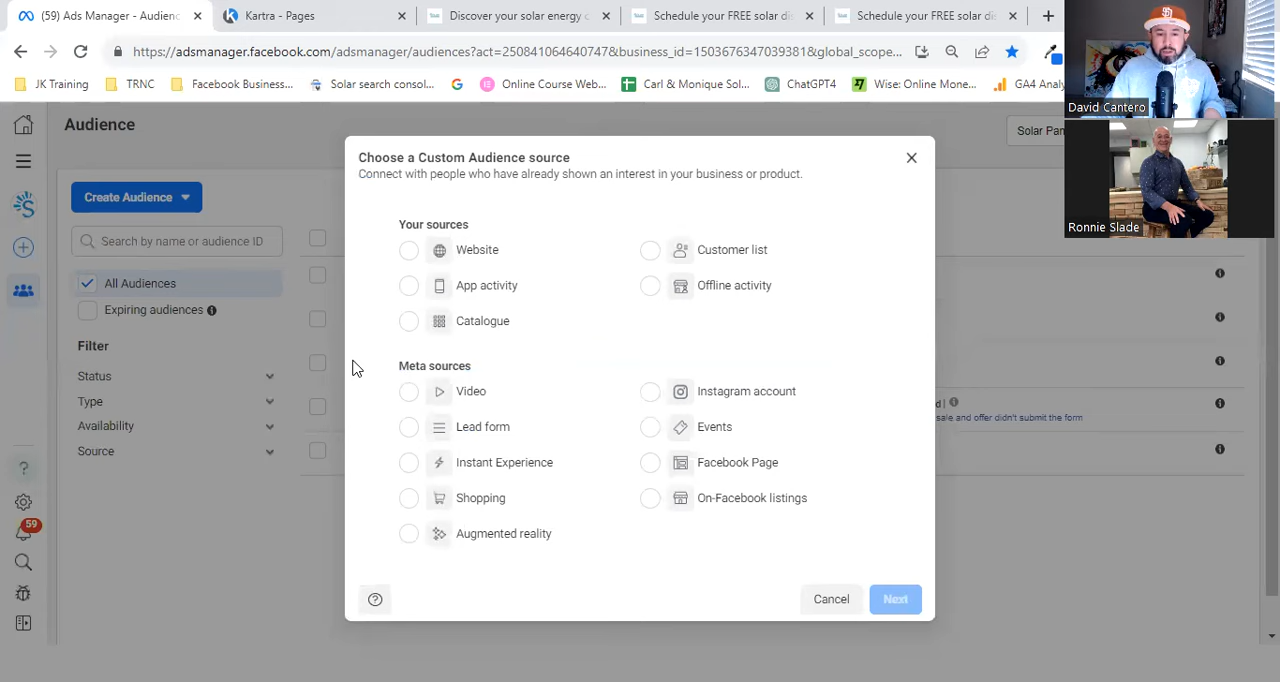 (59) Ads Manager - Audienc
Kartra - Pages
Discover your solar energy c
Schedule your FREE solar di
Schedule your FREE solar dis
https://adsmanager.facebook.com/adsmanager/audiences?act=250841064640747&business_id=1503676347039381&global_scope...
JK Training
TRNC
Facebook Business...
Solar search consol...
Online Course Web...
Carl & Monique Sol...
ChatGPT4
Wise: Online Mone...
GA4 Analy
David Cantero
Ronnie Slade
Audience
Solar Pan
Create Audience
Search by name or audience ID
All Audiences
Expiring audiences
Filter
Status
Type
Availability
Source
59
Choose a Custom Audience source
Connect with people who have already shown an interest in your business or product.
Your sources
Website
Customer list
App activity
Offline activity
Catalogue
Meta sources
Video
Instagram account
Lead form
Events
Instant Experience
Facebook Page
Shopping
On-Facebook listings
Augmented reality
Cancel
Next
d |
sale and offer didn't submit the form